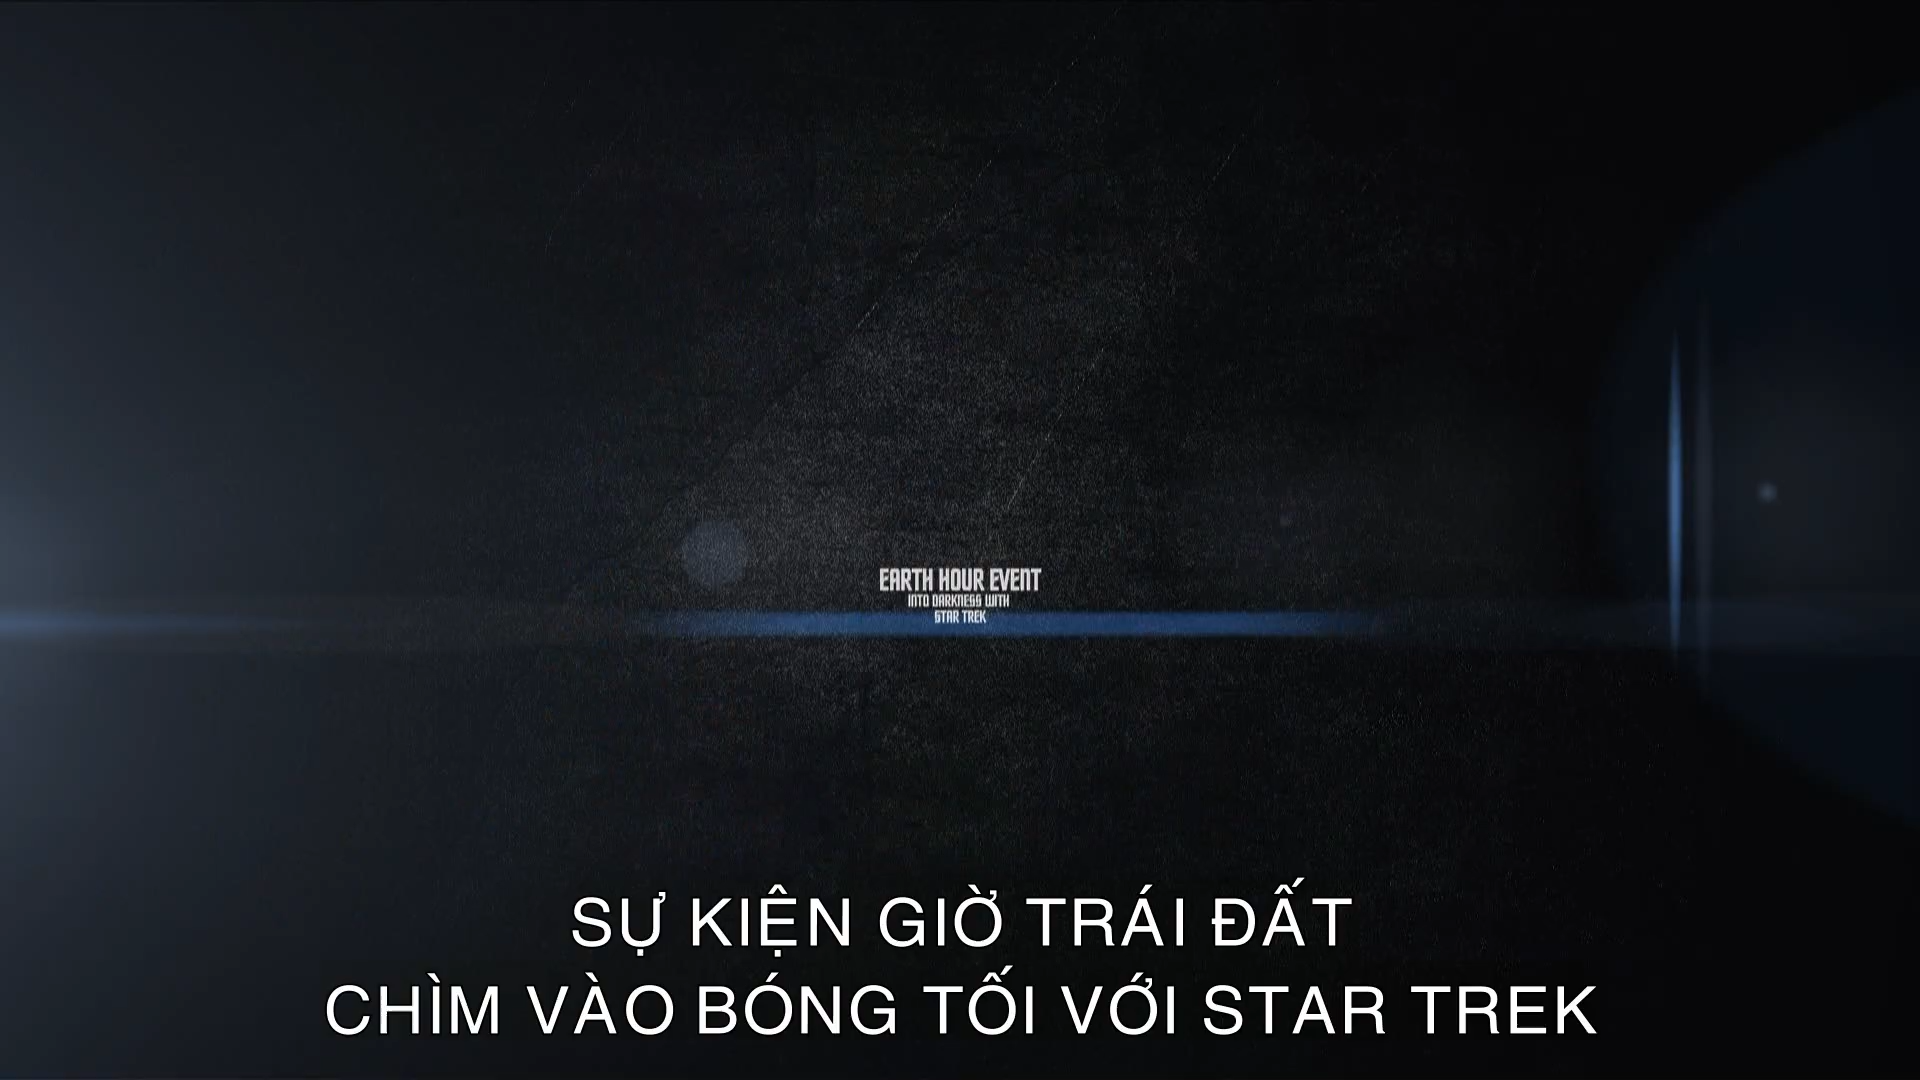 EARTH HOUR EVENT
INTO DARKNESS WITH
STAR TREK
SỰ KIỆN GIỜ TRÁI ĐẤT
CHÌM VÀO BÓNG TỐI VỚI STAR TREK